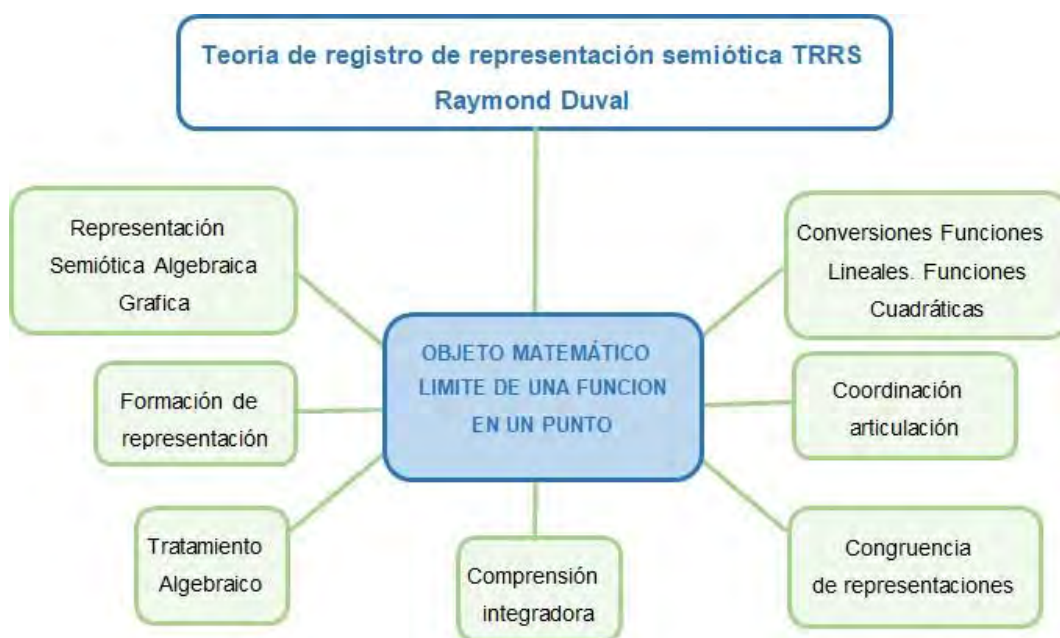 Teoría de registro de representación semiótica TRRS
Raymond Duval
Representación
Semiótica Algebraica
Grafica
Conversiones Funciones
Lineales. Funciones
Cuadráticas
OBJETO MATEMÁTICO
LIMITE DE UNA FUNCION
EN UN PUNTO
Formación de
representación
Coordinación
articulación
Tratamiento
Algebraico
Comprensión
integradora
Congruencia
de representaciones